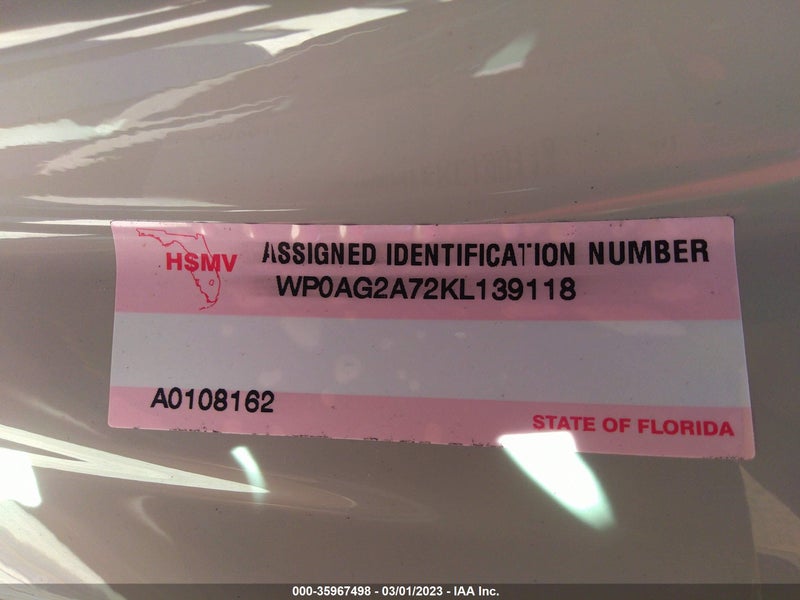 HSMV
ASSIGNED IDENTIFICATION NUMBER
WP0AG2A72KL139118
A0108162
STATE OF FLORIDA
000-35967498 - 03/01/2023 - IAA Inc.